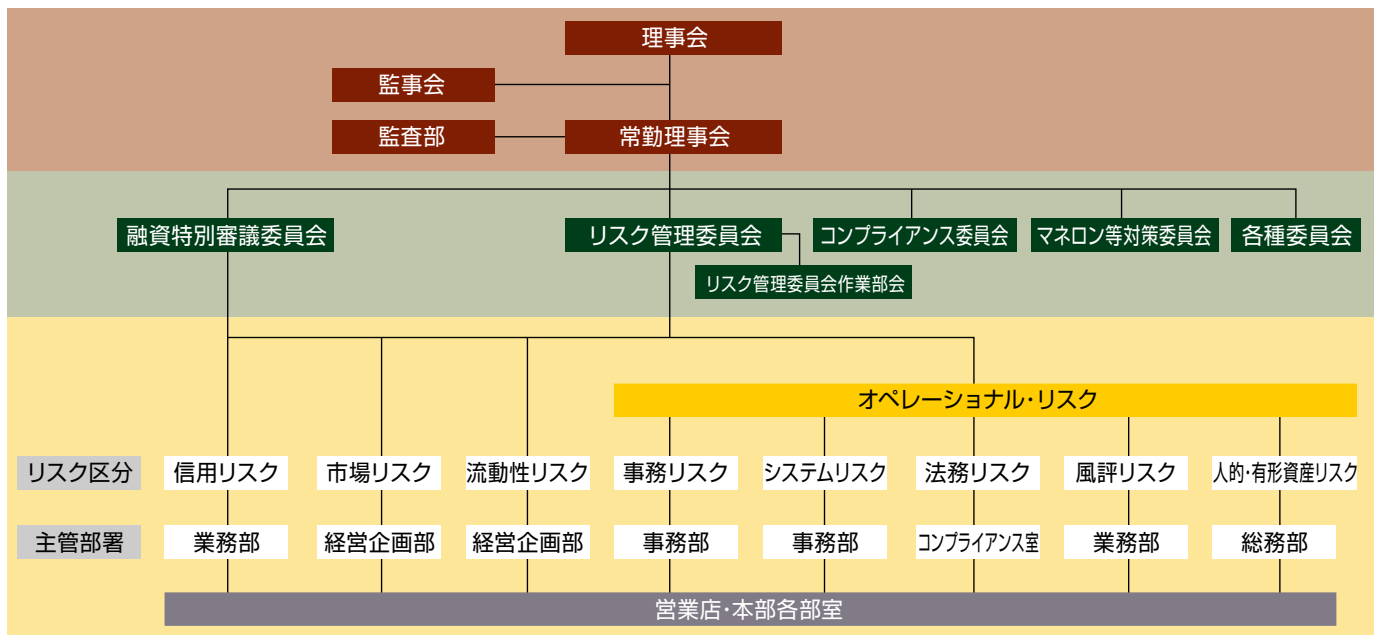 理事会
監事会
監査部
常勤理事会
融資特別審議委員会
リスク管理委員会
コンプライアンス委員会
マネロン等対策委員会
各種委員会
リスク管理委員会作業部会
オペレーショナル・リスク
リスク区分
信用リスク
市場リスク
流動性リスク
事務リスク
システムリスク
法務リスク
風評リスク
人的・有形資産リスク
主管部署
業務部
経営企画部
経営企画部
事務部
事務部
コンプライアンス室
業務部
総務部
営業店・本部各部室